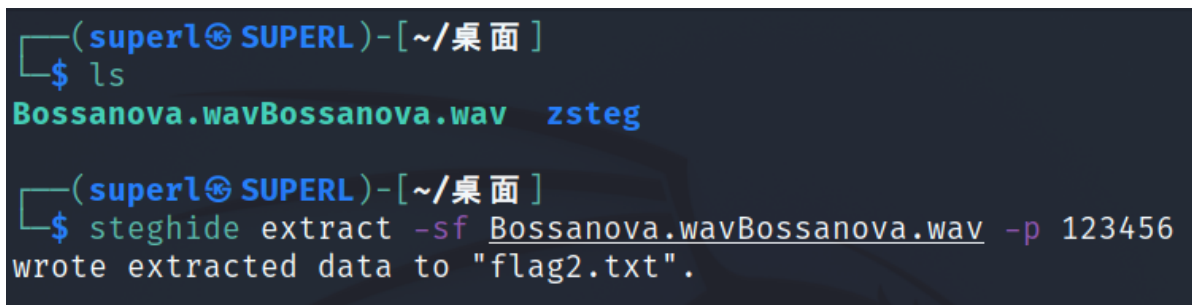 ┌──(superl㉿SUPERL)-[~/桌面]
└─$ ls
Bossanova.wavBossanova.wav  zsteg
┌──(superl㉿SUPERL)-[~/桌面]
└─$ steghide extract -sf Bossanova.wavBossanova.wav -p 123456
wrote extracted data to "flag2.txt".